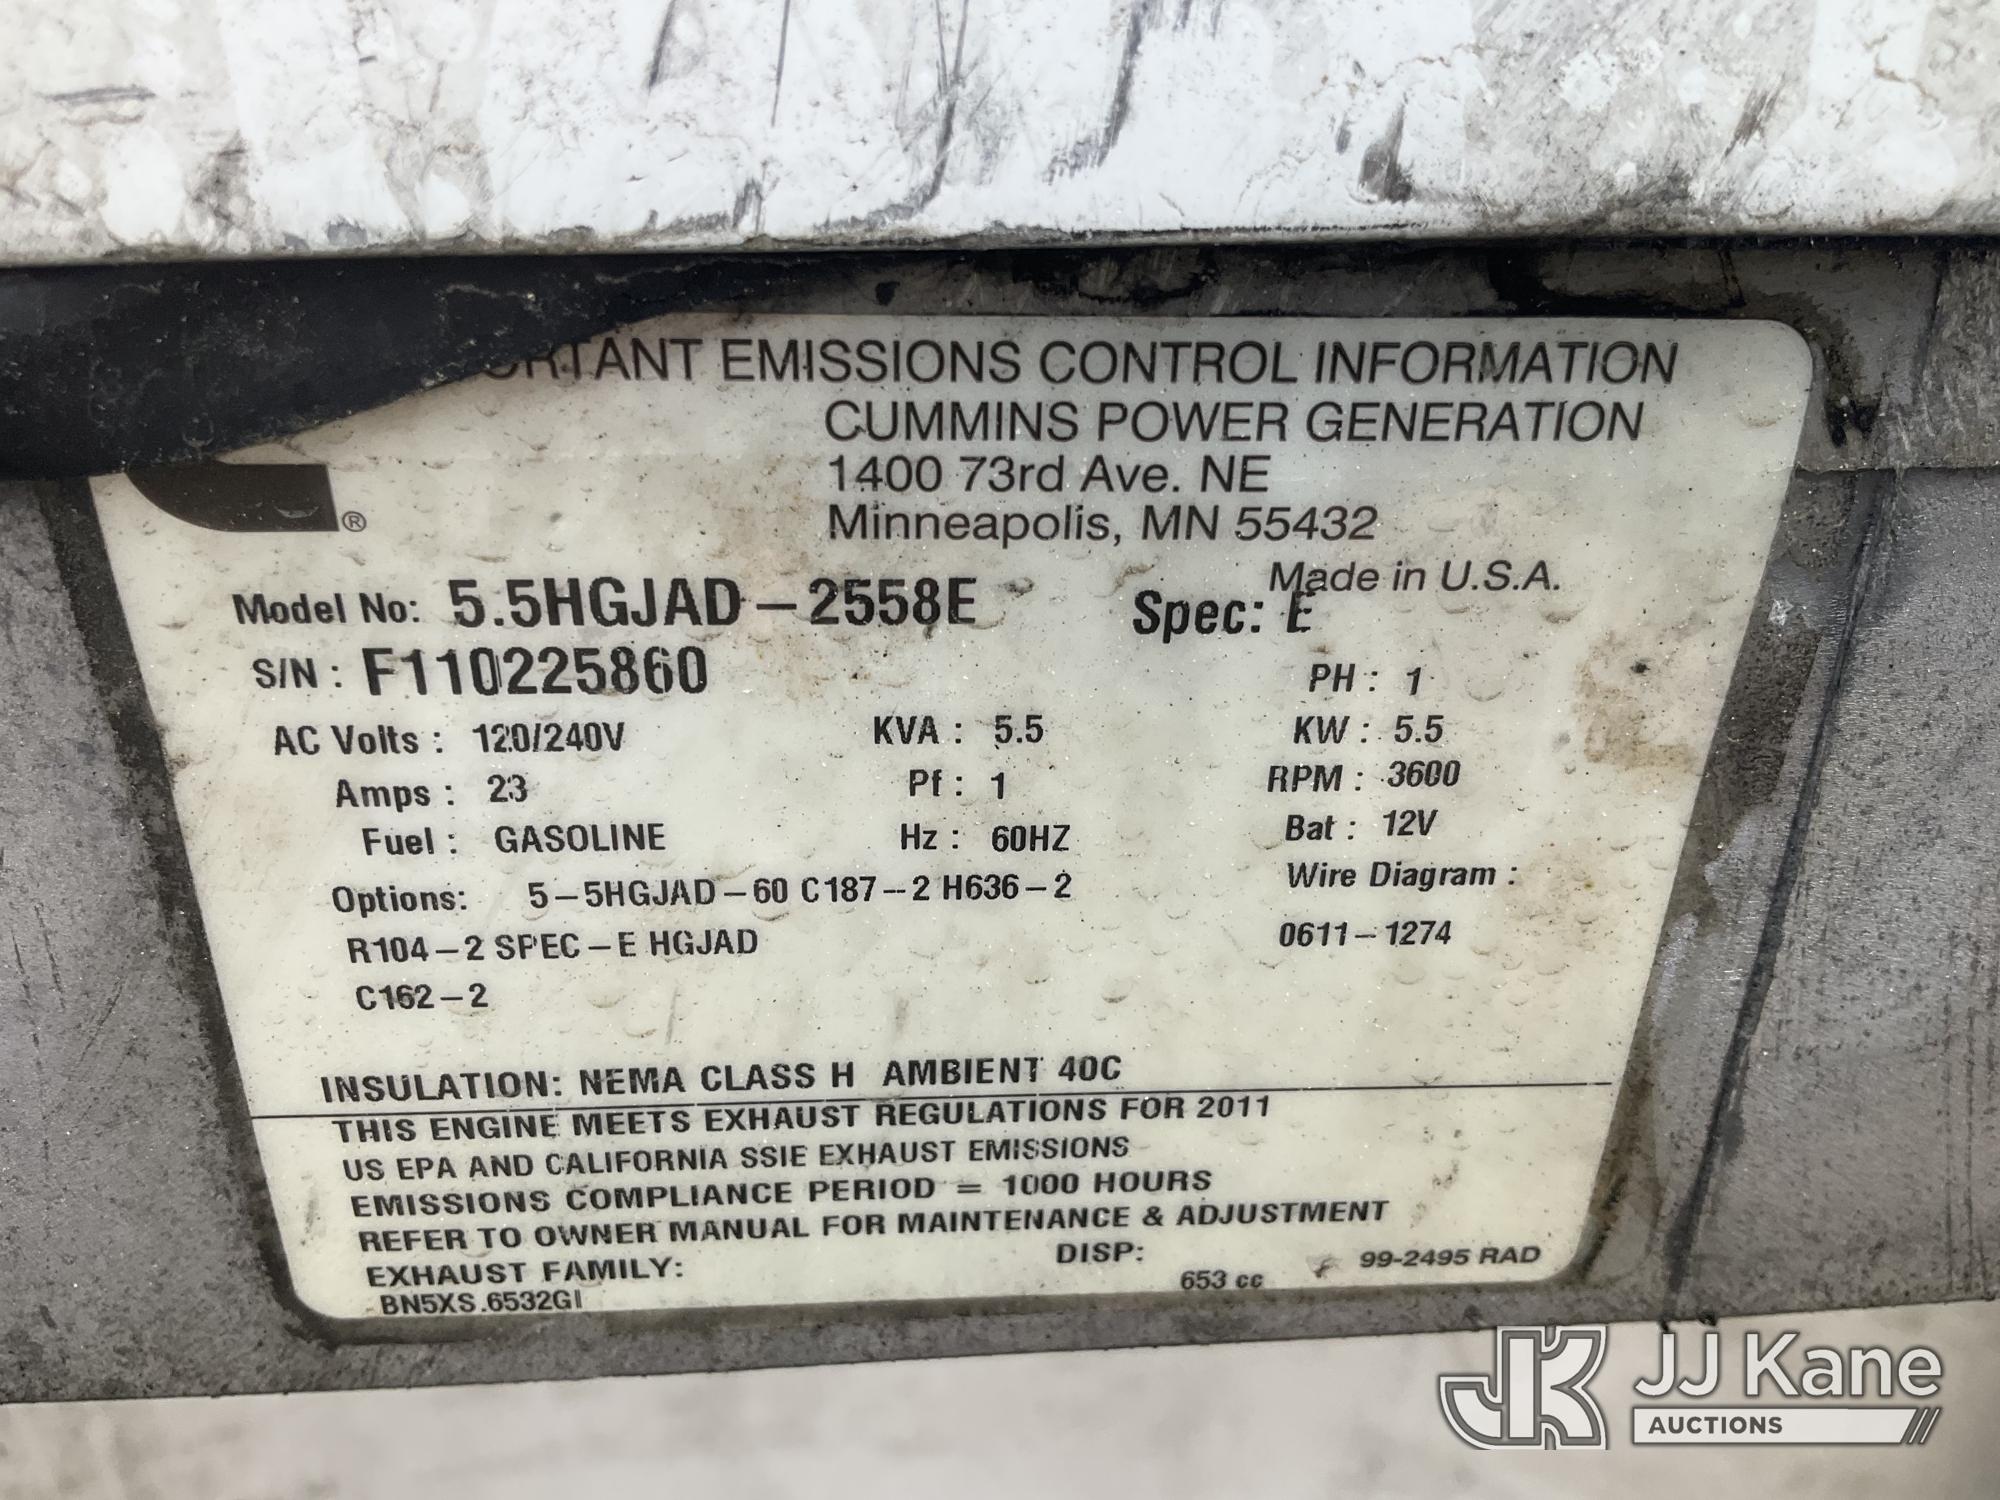 ORTANT EMISSIONS CONTROL INFORMATION
CUMMINS POWER GENERATION
1400 73rd Ave. NE
Minneapolis, MN 55432
®
Made in U.S.A.
Model No: 5.5HGJAD-2558E Spec: E
S/N : F110225860 PH : 1
AC Volts : 120/240V KVA : 5.5 KW : 5.5
Amps : 23 Pf : 1 RPM : 3600
Fuel : GASOLINE Hz : 60HZ Bat : 12V
Options: 5-5HGJAD-60 C187-2 H636-2 Wire Diagram :
R104-2 SPEC-E HGJAD 0611-1274
C162-2
INSULATION: NEMA CLASS H AMBIENT 40C
THIS ENGINE MEETS EXHAUST REGULATIONS FOR 2011
US EPA AND CALIFORNIA SSIE EXHAUST EMISSIONS
EMISSIONS COMPLIANCE PERIOD = 1000 HOURS
REFER TO OWNER MANUAL FOR MAINTENANCE & ADJUSTMENT
EXHAUST FAMILY: DISP:
BN5XS.6532GI 653 cc 99-2495 RAD
JK JJ Kane
AUCTIONS